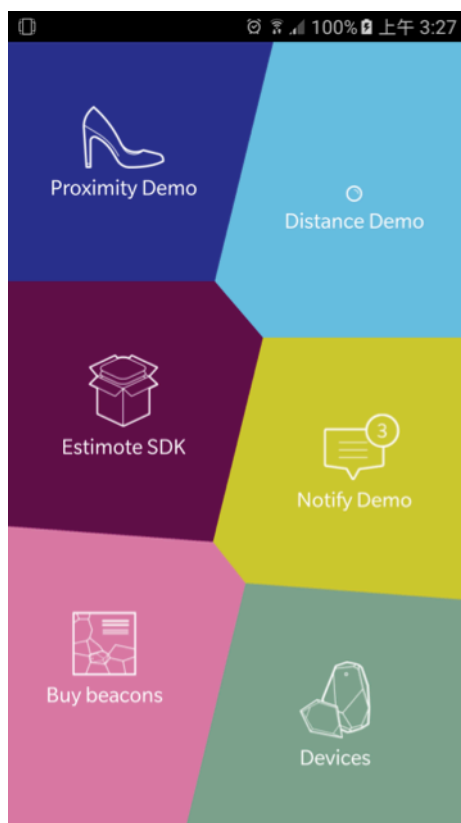 100% 上午 3:27
Proximity Demo
Distance Demo
Estimote SDK
3
Notify Demo
Buy beacons
Devices